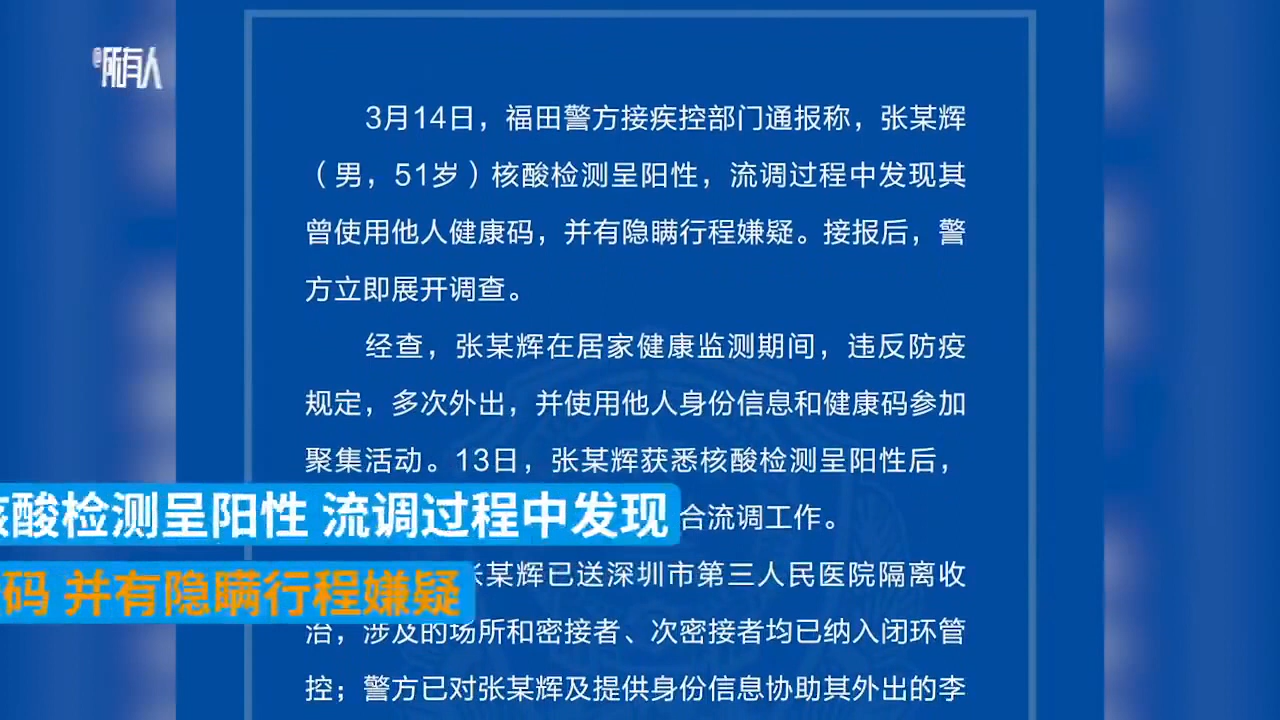 @所有人
3月14日，福田警方接疾控部门通报称，张某辉
（男，51岁）核酸检测呈阳性，流调过程中发现其
曾使用他人健康码，并有隐瞒行程嫌疑。接报后，警
方立即展开调查。
经查，张某辉在居家健康监测期间，违反防疫
规定，多次外出，并使用他人身份信息和健康码参加
聚集活动。13日，张某辉获悉核酸检测呈阳性后，
合流调工作。
某辉已送深圳市第三人民医院隔离收
治，涉及的场所和密接者、次密接者均已纳入闭环管
控；警方已对张某辉及提供身份信息协助其外出的李
酸检测呈阳性 流调过程中发现
码 并有隐瞒行程嫌疑